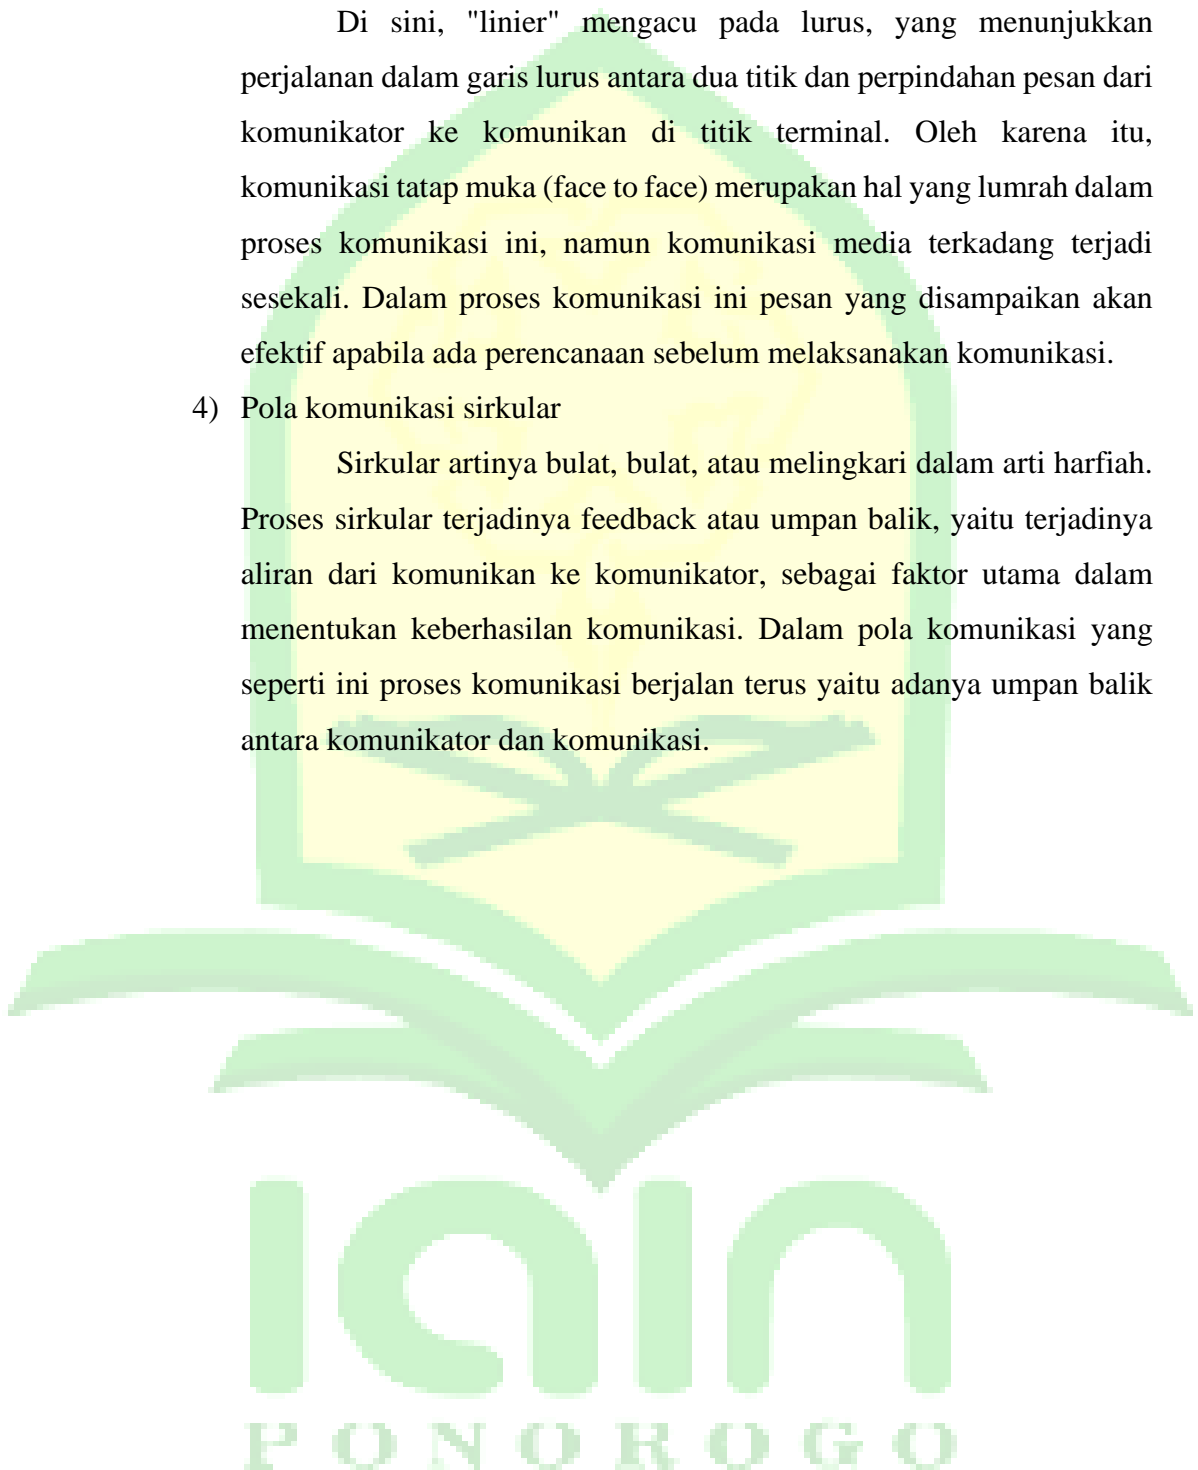 Di sini, "linier" mengacu pada lurus, yang menunjukkan
perjalanan dalam garis lurus antara dua titik dan perpindahan pesan dari
komunikator ke komunikan di titik terminal. Oleh karena itu,
komunikasi tatap muka (face to face) merupakan hal yang lumrah dalam
proses komunikasi ini, namun komunikasi media terkadang terjadi
sesekali. Dalam proses komunikasi ini pesan yang disampaikan akan
efektif apabila ada perencanaan sebelum melaksanakan komunikasi.
4) Pola komunikasi sirkular
Sirkular artinya bulat, bulat, atau melingkari dalam arti harfiah.
Proses sirkular terjadinya feedback atau umpan balik, yaitu terjadinya
aliran dari komunikan ke komunikator, sebagai faktor utama dalam
menentukan keberhasilan komunikasi. Dalam pola komunikasi yang
seperti ini proses komunikasi berjalan terus yaitu adanya umpan balik
antara komunikator dan komunikasi.
iain
PONOROGO